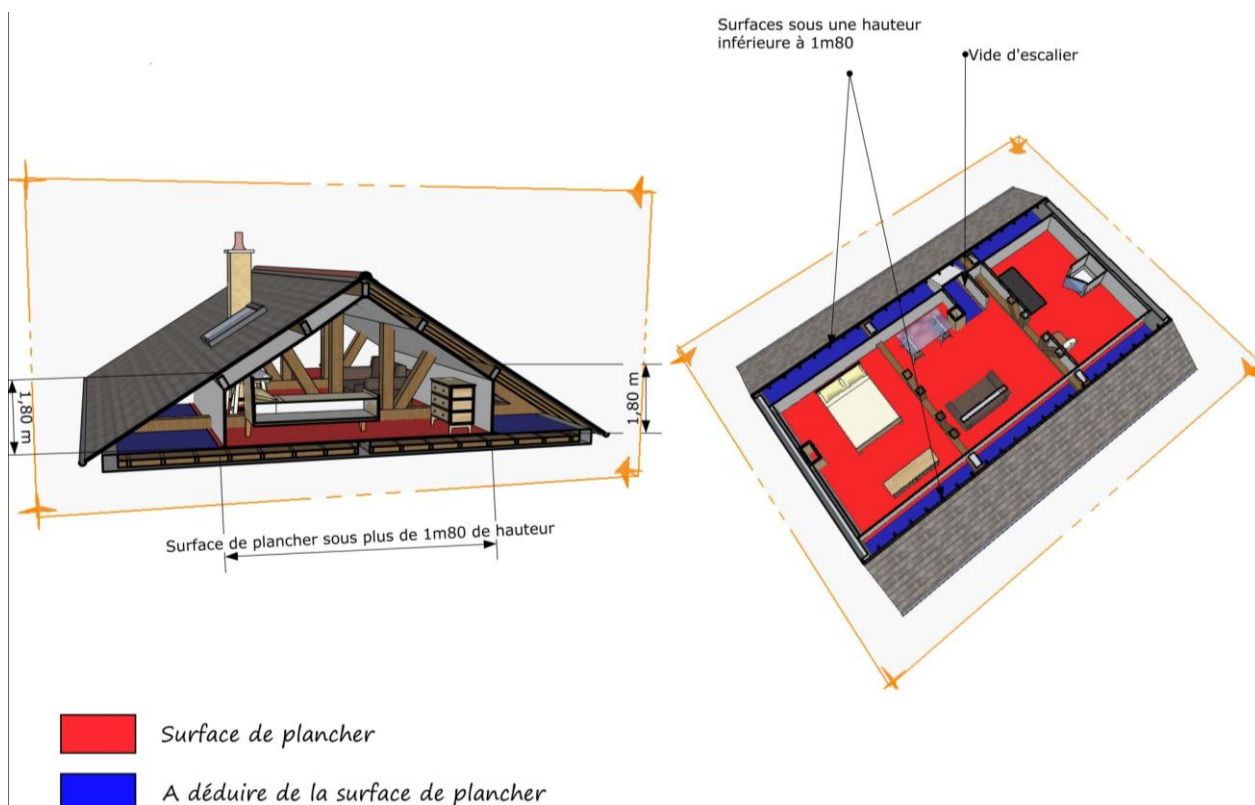 Surfaces sous une hauteur
inférieure à 1m80
Vide d'escalier
1,80 m
1,80 m
Surface de plancher sous plus de 1m80 de hauteur
Surface de plancher
A déduire de la surface de plancher